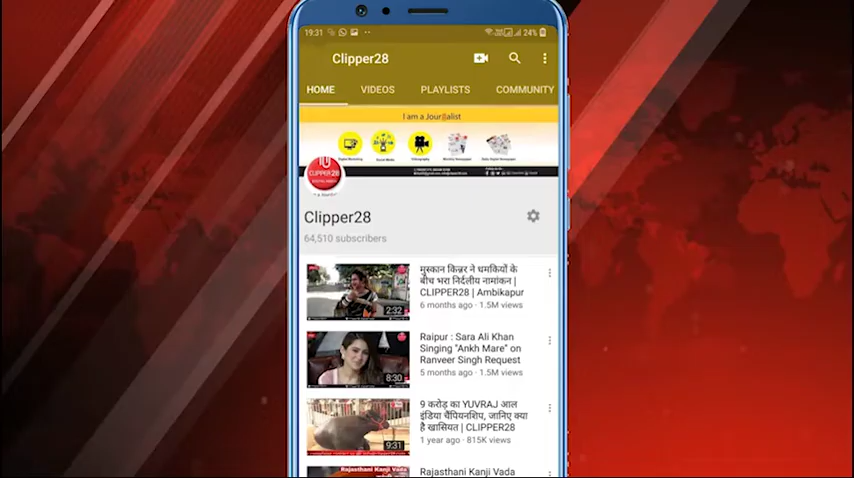 19:31
24%
Clipper28
HOME VIDEOS PLAYLISTS COMMUNITY
I am a Jour8alist
CLIPPER 28
Clipper28
64,510 subscribers
मुस्कान किन्नर ने धमकियों के
बीच भरा निर्दलीय नामांकन |
CLIPPER28 | Ambikapur
6 months ago · 1.5M views
2:32
Raipur : Sara Ali Khan
Singing "Ankh Mare" on
Ranveer Singh Request
5 months ago · 1.5M views
8:30
9 करोड़ का YUVRAJ आल
इंडिया चैंपियनशिप, जानिए क्या
है खासियत | CLIPPER28
1 year ago · 815K views
9:31
Rajasthani Kanji Vada
Rajasthani Kanji Vada